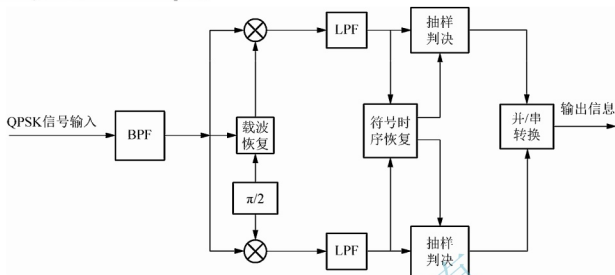 QPSK信号输入
BPF
载波
恢复
π/2
LPF
LPF
符号时
序恢复
抽样
判决
抽样
判决
并/串
转换
输出信息